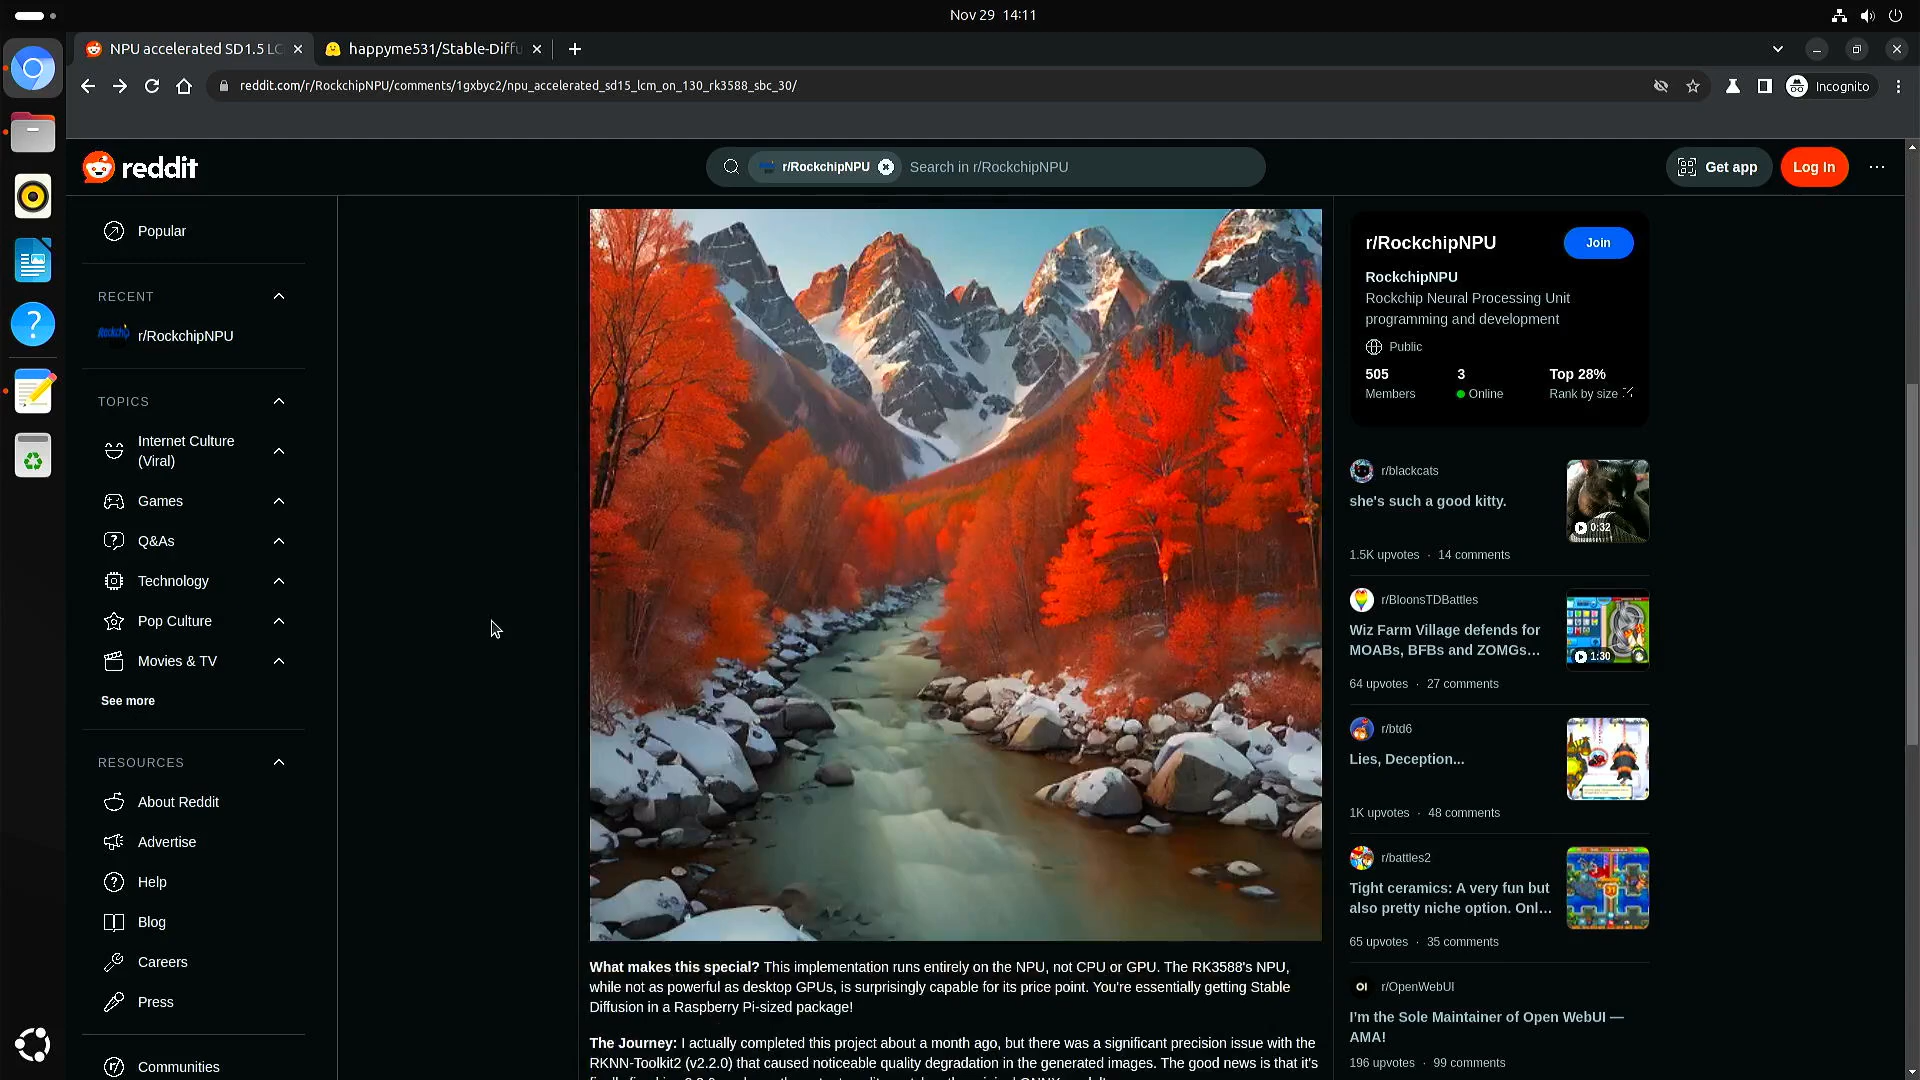 Nov 29 14:11
NPU accelerated SD1.5 LC
happyme531/Stable-Diffu
reddit.com/r/RockchipNPU/comments/1gxbyc2/npu_accelerated_sd15_lcm_on_130_rk3588_sbc_30/
Incognito
reddit
r/RockchipNPU
Search in r/RockchipNPU
Get app
Log In
Popular
RECENT
r/RockchipNPU
TOPICS
Internet Culture
(Viral)
Games
Q&As
Technology
Pop Culture
Movies & TV
See more
RESOURCES
About Reddit
Advertise
Help
Blog
Careers
Press
Communities
What makes this special? This implementation runs entirely on the NPU, not CPU or GPU. The RK3588's NPU,
while not as powerful as desktop GPUs, is surprisingly capable for its price point. You're essentially getting Stable
Diffusion in a Raspberry Pi-sized package!
The Journey: I actually completed this project about a month ago, but there was a significant precision issue with the
RKNN-Toolkit2 (v2.2.0) that caused noticeable quality degradation in the generated images. The good news is that it's
r/RockchipNPU
Join
RockchipNPU
Rockchip Neural Processing Unit
programming and development
Public
505 3 Top 28%
Members Online Rank by size
r/blackcats
she's such a good kitty.
0:32
1.5K upvotes · 14 comments
r/BloonsTDBattles
Wiz Farm Village defends for
MOABs, BFBs and ZOMGs...
1:30
64 upvotes · 27 comments
r/btd6
Lies, Deception...
1K upvotes · 48 comments
r/battles2
Tight ceramics: A very fun but
also pretty niche option. Onl...
65 upvotes · 35 comments
OI r/OpenWebUI
I'm the Sole Maintainer of Open WebUI —
AMA!
196 upvotes · 99 comments